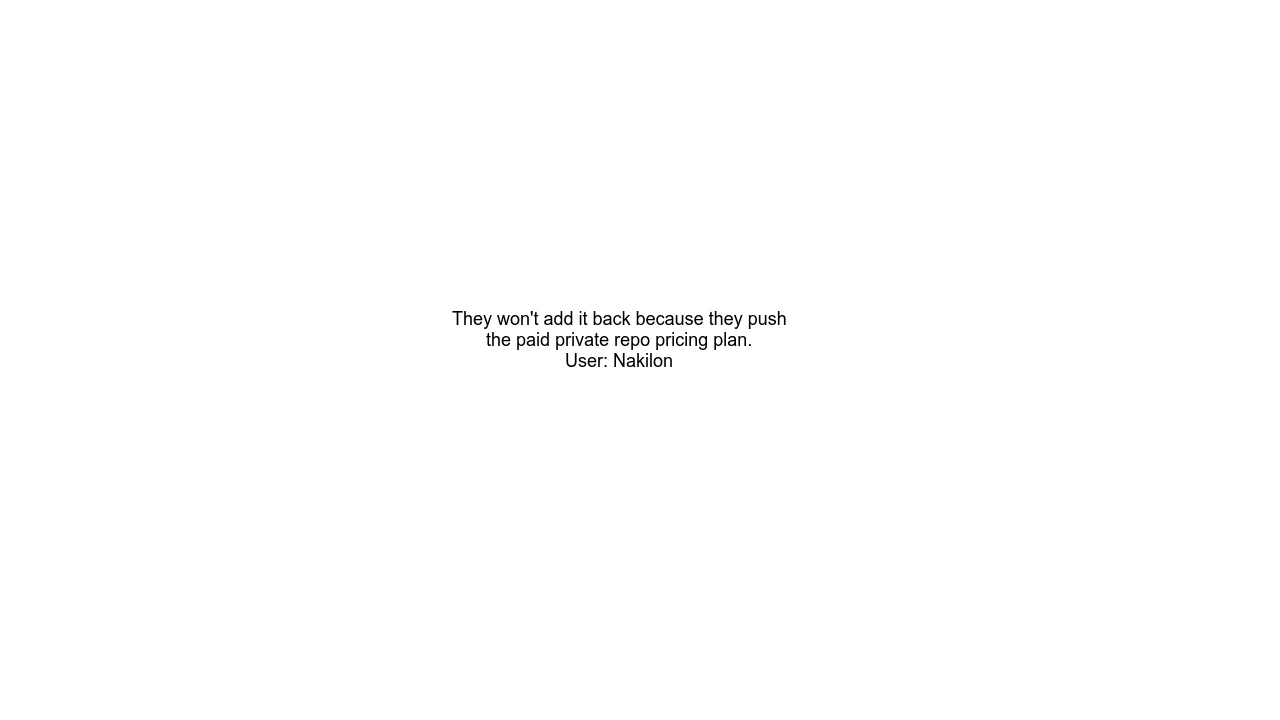 They won't add it back because they push
the paid private repo pricing plan.
User: Nakilon